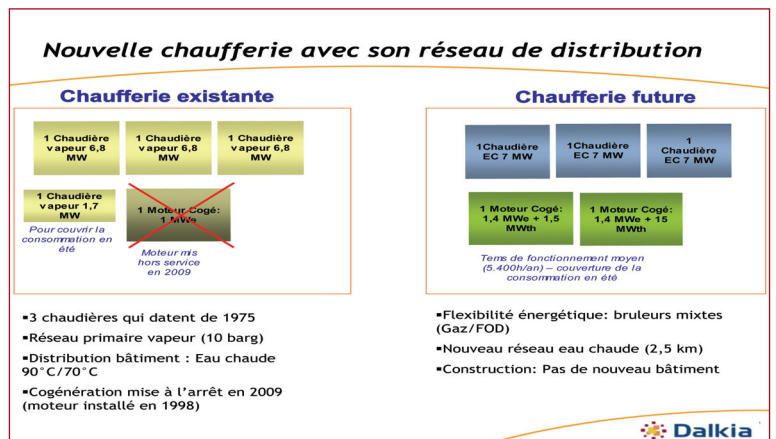 Nouvelle chaufferie avec son réseau de distribution
Chaufferie existante
1 Chaudière
vapeur 6,8
MW
1 Chaudière
vapeur 6,8
MW
1 Chaudière
vapeur 6,8
MW
1 Chaudière
vapeur 1,7
MW
1 Moteur Cogé:
1 MWe
Pour couvrir la
consommation en
été
Moteur mis
hors service
en 2009
▪3 chaudières qui datent de 1975
▪Réseau primaire vapeur (10 barg)
▪Distribution bâtiment : Eau chaude
90°C/70°C
▪Cogénération mise à l'arrêt en 2009
(moteur installé en 1998)
Chaufferie future
1Chaudière
EC 7 MW
1Chaudière
EC 7 MW
1
Chaudière
EC 7 MW
1 Moteur Cogé:
1,4 MWe + 1,5
MWth
1 Moteur Cogé:
1,4 MWe + 15
MWth
Tems de fonctionnement moyen
(5.400h/an) – couverture de la
consommation en été
▪Flexibilité énergétique: bruleurs mixtes
(Gaz/FOD)
▪Nouveau réseau eau chaude (2,5 km)
▪Construction: Pas de nouveau bâtiment
Dalkia